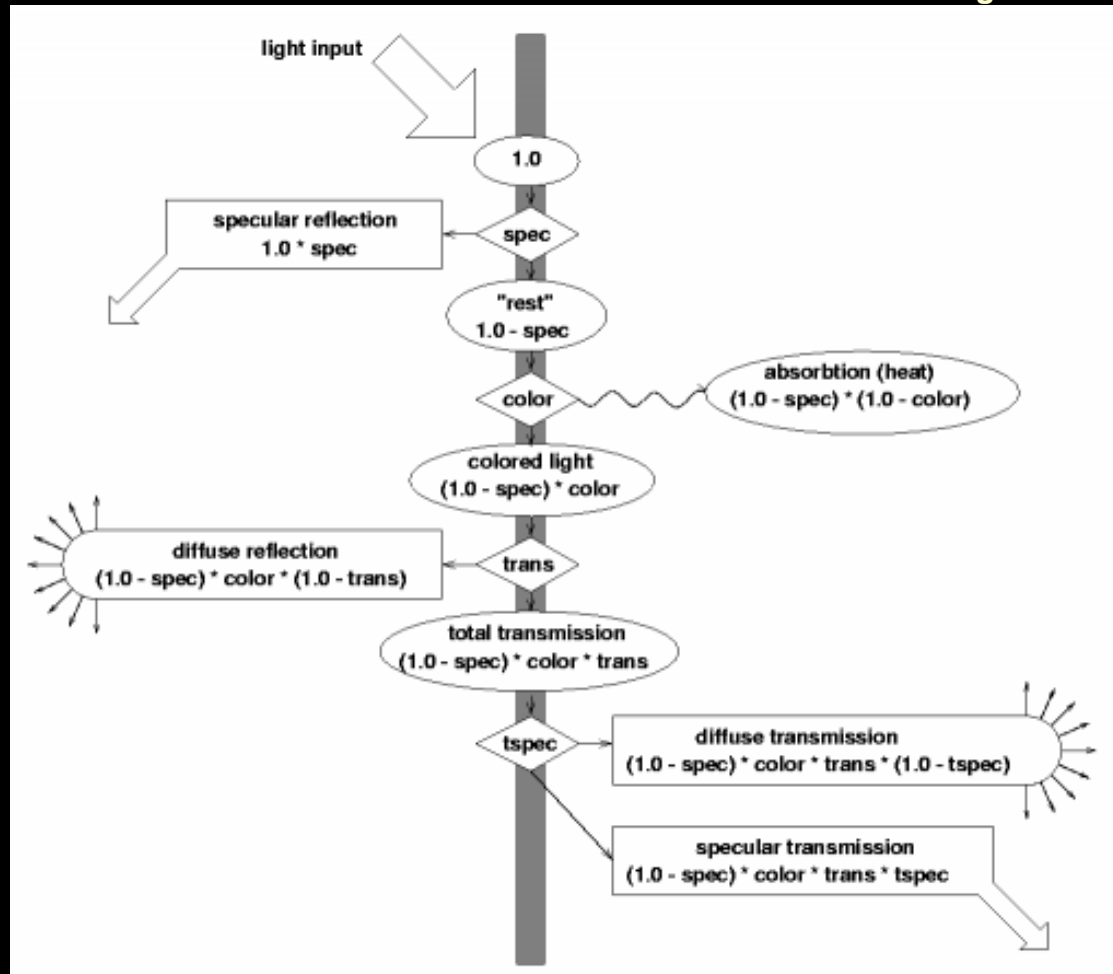 light input
1.0
specular reflection
1.0 * spec
spec
"rest"
1.0 - spec
color
absorbtion (heat)
(1.0 - spec) * (1.0 - color)
colored light
(1.0 - spec) * color
diffuse reflection
(1.0 - spec) * color * (1.0 - trans)
trans
total transmission
(1.0 - spec) * color * trans
tspec
diffuse transmission
(1.0 - spec) * color * trans * (1.0 - tspec)
specular transmission
(1.0 - spec) * color * trans * tspec